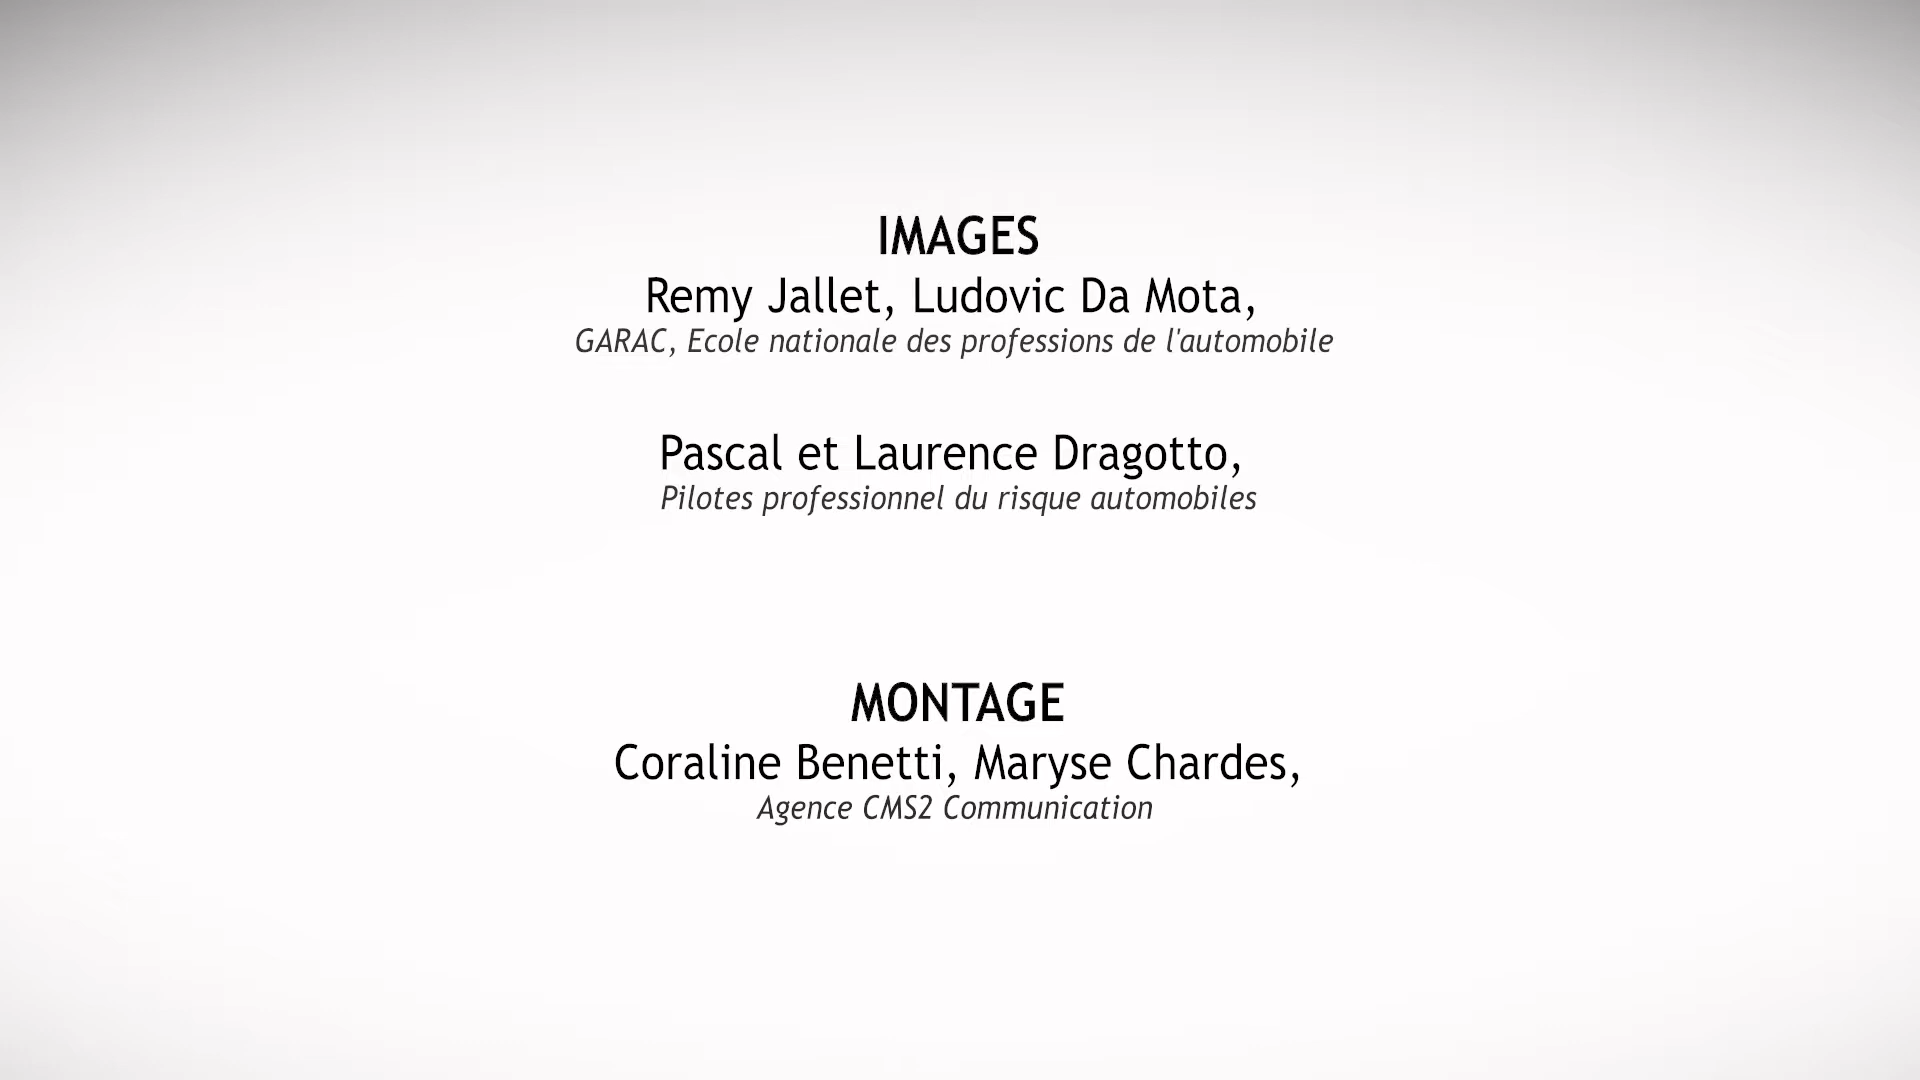 IMAGES
Remy Jallet, Ludovic Da Mota,
GARAC, Ecole nationale des professions de l'automobile
Pascal et Laurence Dragotto,
Pilotes professionnel du risque automobiles
MONTAGE
Coraline Benetti, Maryse Chardes,
Agence CMS2 Communication